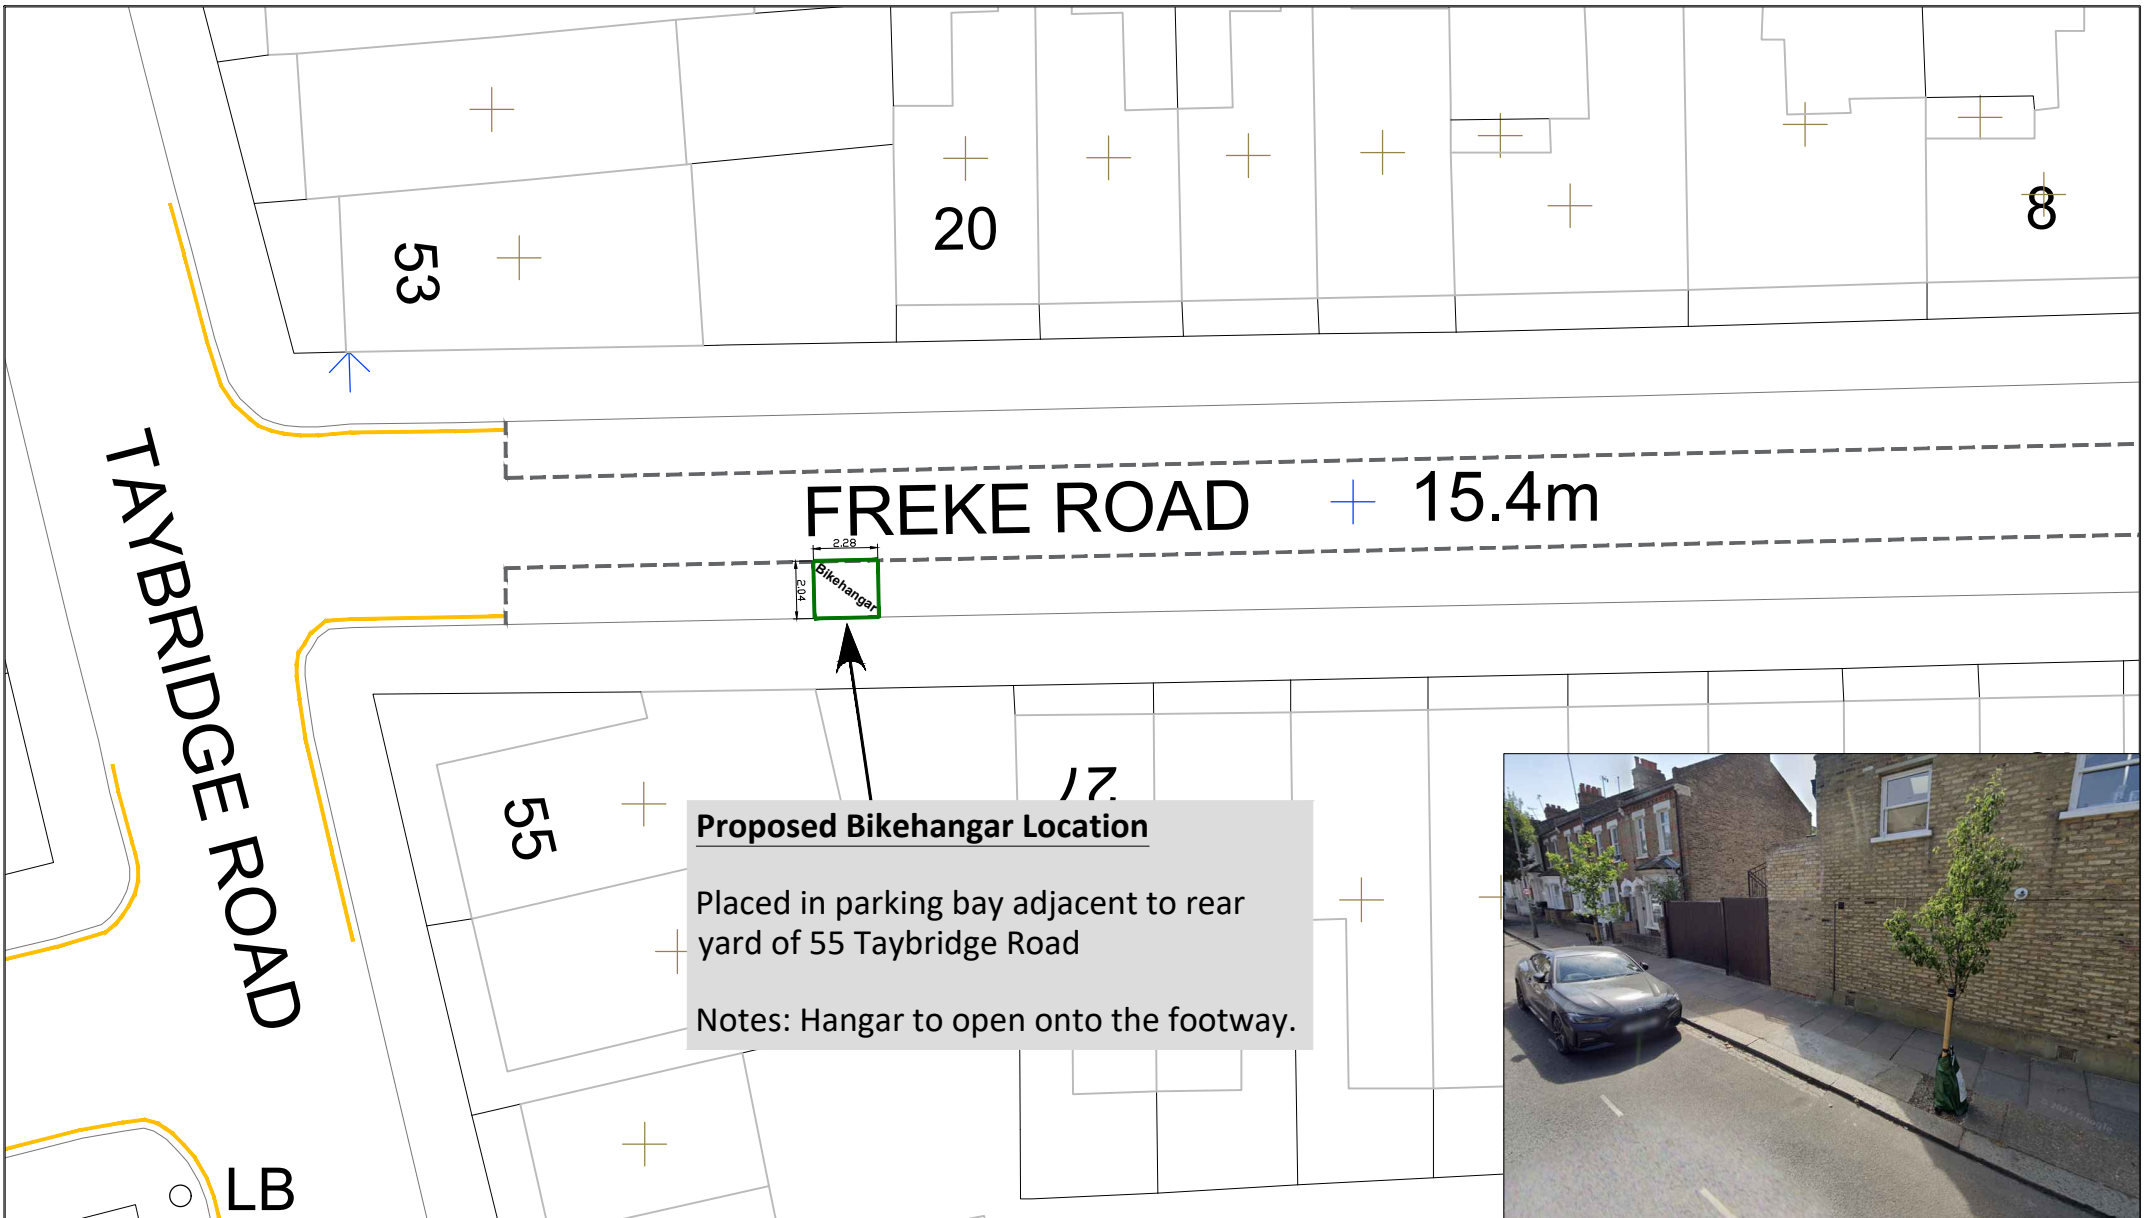 53
20
8
TAYBRIDGE ROAD
FREKE ROAD
15.4m
2.28
2.04
Bikehangar
27
55
Proposed Bikehangar Location
Placed in parking bay adjacent to rear
yard of 55 Taybridge Road
Notes: Hangar to open onto the footway.
LB